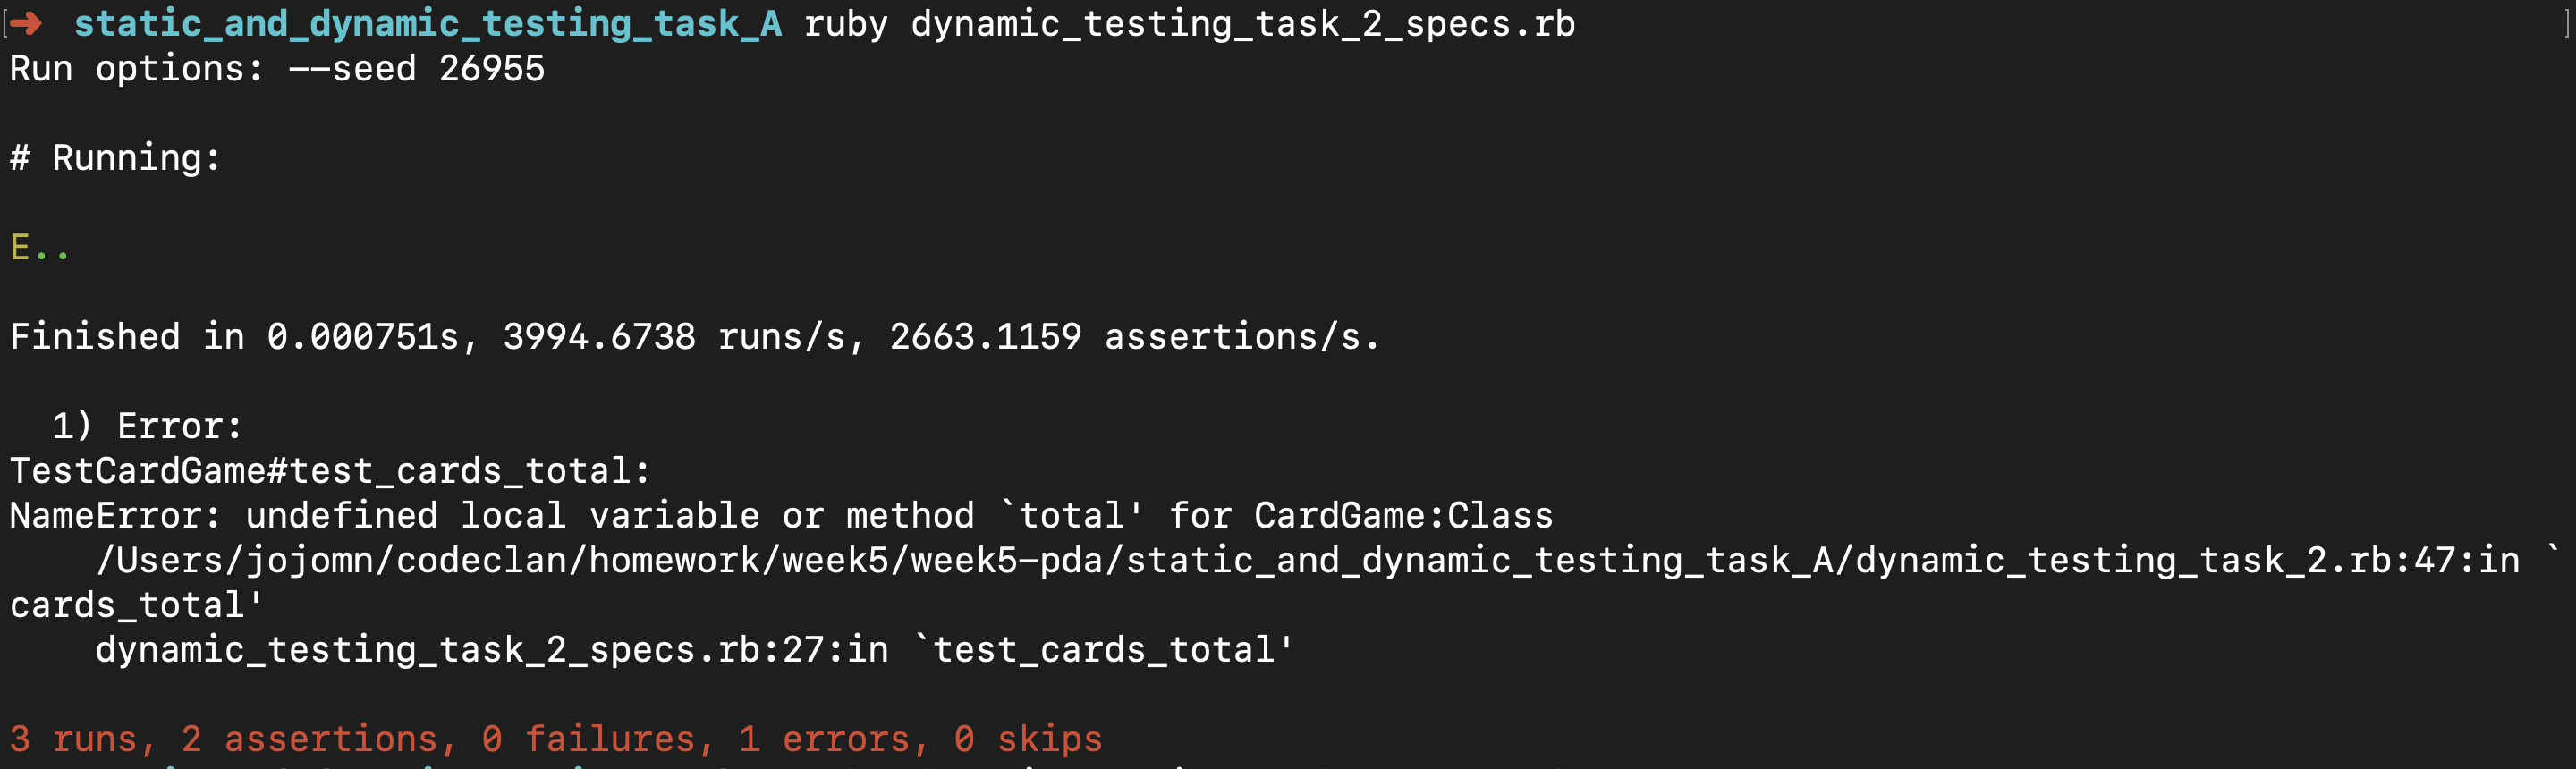 [➜  static_and_dynamic_testing_task_A ruby dynamic_testing_task_2_specs.rb ]
Run options: --seed 26955
# Running:
E..
Finished in 0.000751s, 3994.6738 runs/s, 2663.1159 assertions/s.
1) Error:
TestCardGame#test_cards_total:
NameError: undefined local variable or method `total' for CardGame:Class
/Users/jojomn/codeclan/homework/week5/week5-pda/static_and_dynamic_testing_task_A/dynamic_testing_task_2.rb:47:in `
cards_total'
dynamic_testing_task_2_specs.rb:27:in `test_cards_total'
3 runs, 2 assertions, 0 failures, 1 errors, 0 skips